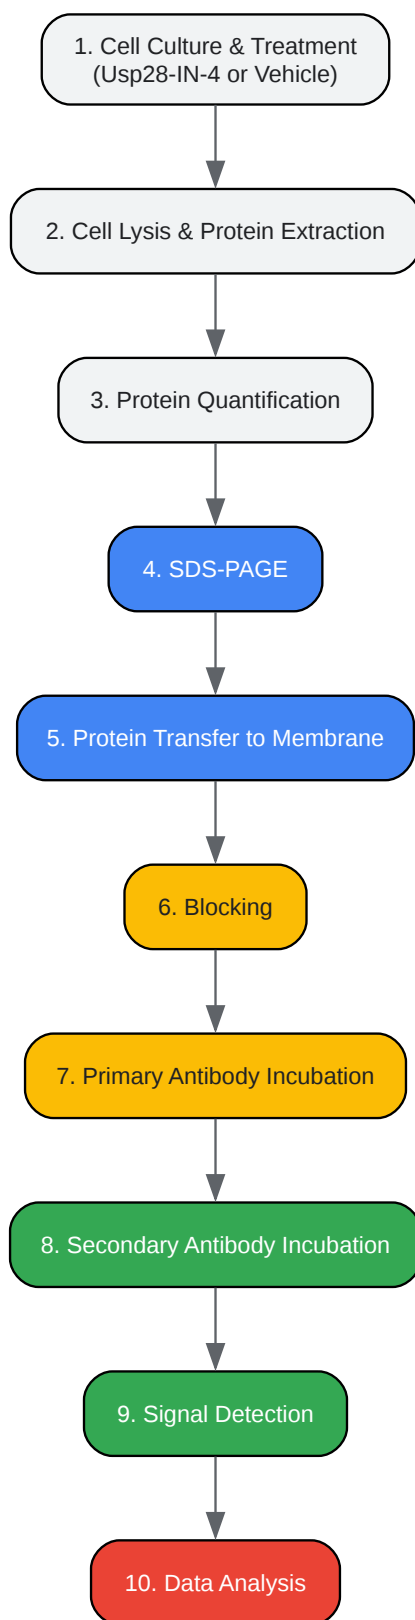 1. Cell Culture & Treatment
(Usp28-IN-4 or Vehicle)
2. Cell Lysis & Protein Extraction
3. Protein Quantification
4. SDS-PAGE
5. Protein Transfer to Membrane
6. Blocking
7. Primary Antibody Incubation
8. Secondary Antibody Incubation
9. Signal Detection
10. Data Analysis